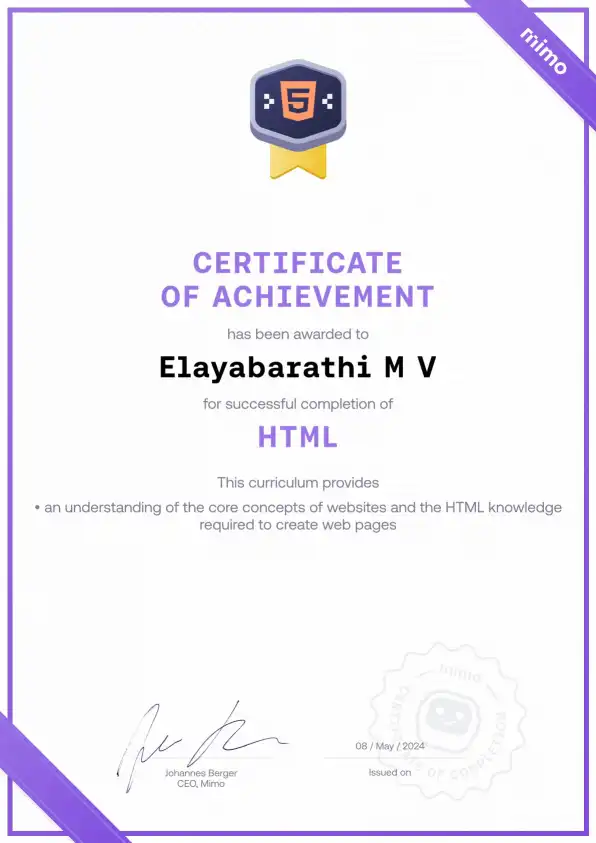 mimo
5
CERTIFICATE
OF ACHIEVEMENT
has been awarded to
Elayabarathi M V
for successful completion of
HTML
This curriculum provides
• an understanding of the core concepts of websites and the HTML knowledge
required to create web pages
mimo
OF COMPLETION
08 / May / 2024
Johannes Berger
CEO, Mimo
Issued on